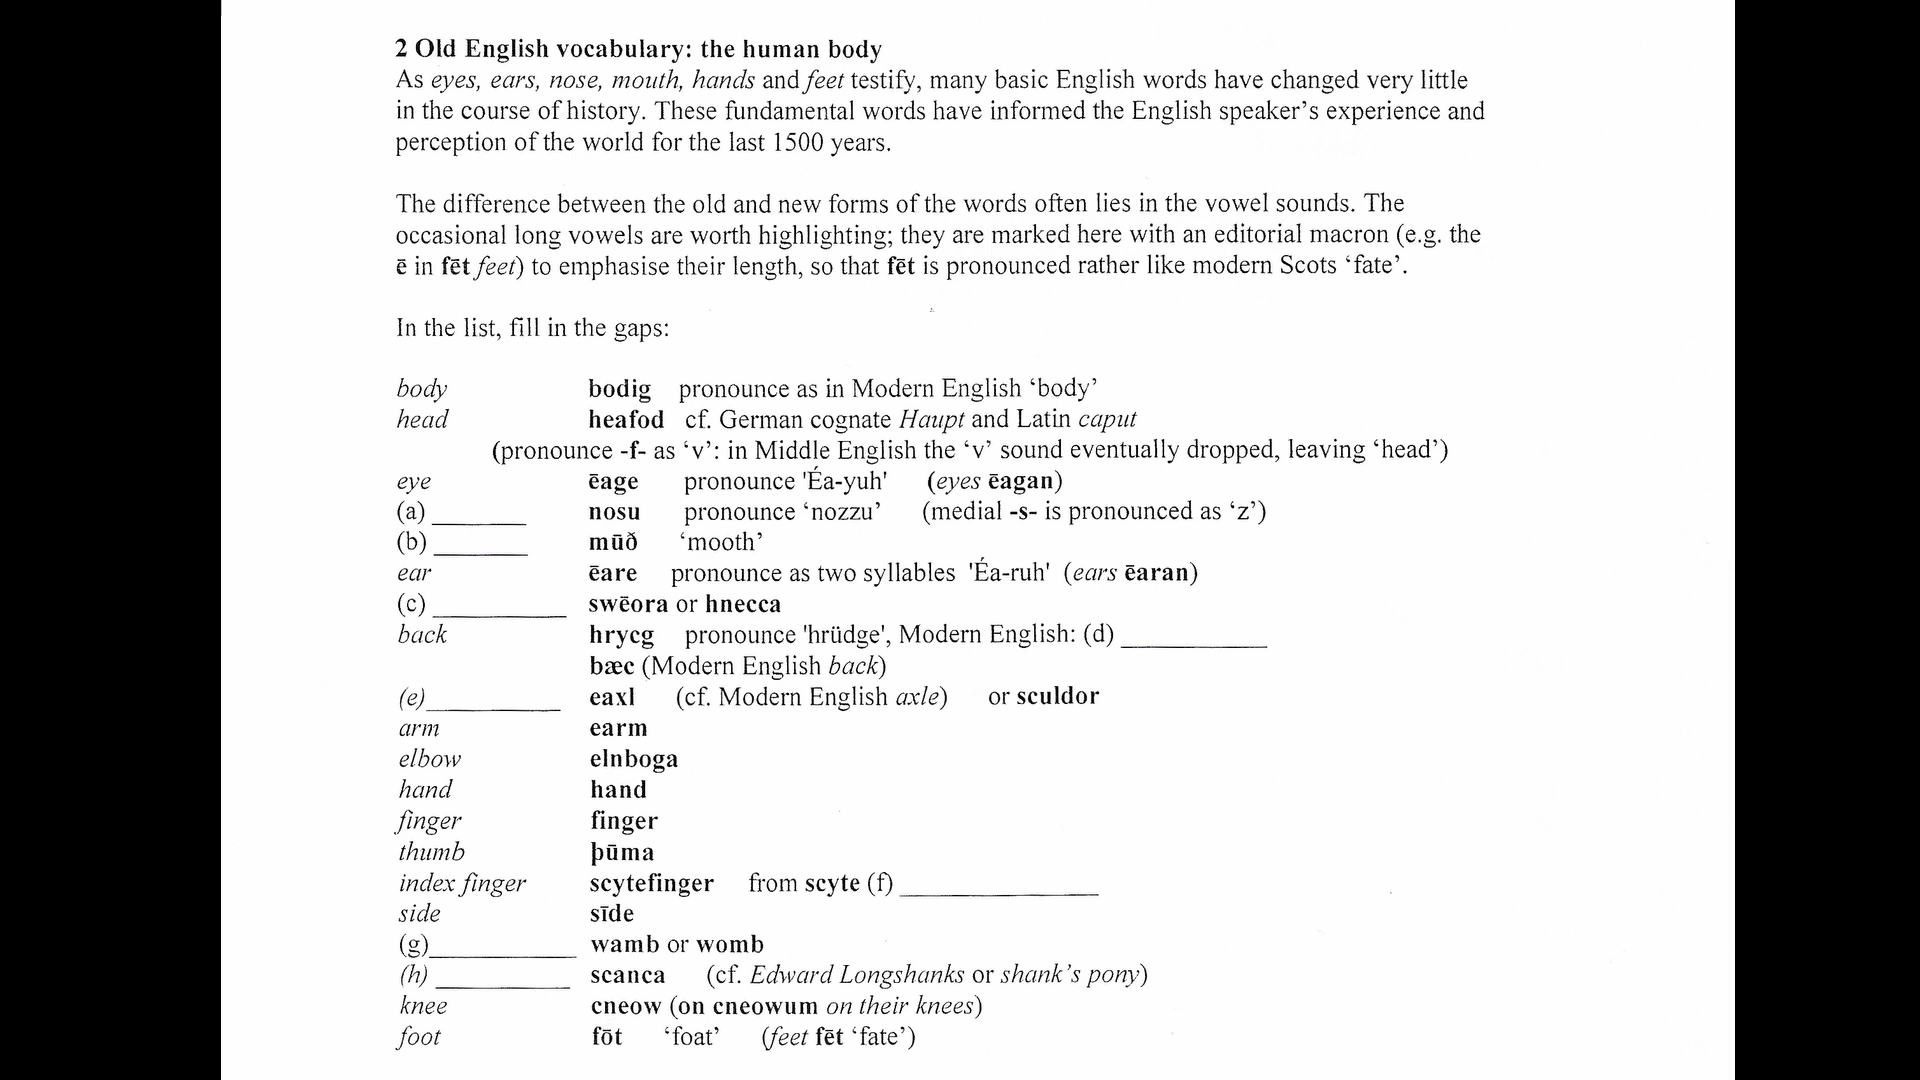 2 Old English vocabulary: the human body
As eyes, ears, nose, mouth, hands and feet testify, many basic English words have changed very little
in the course of history. These fundamental words have informed the English speaker's experience and
perception of the world for the last 1500 years.
The difference between the old and new forms of the words often lies in the vowel sounds. The
occasional long vowels are worth highlighting; they are marked here with an editorial macron (e.g. the
ē in fēt feet) to emphasise their length, so that fēt is pronounced rather like modern Scots ‘fate’.
In the list, fill in the gaps:
body bodig pronounce as in Modern English ‘body’
head heafod cf. German cognate Haupt and Latin caput
(pronounce -f- as ‘v’: in Middle English the ‘v’ sound eventually dropped, leaving ‘head’)
eye ēage pronounce 'Éa-yuh' (eyes ēagan)
(a) ________ nosu pronounce ‘nozzu’ (medial -s- is pronounced as ‘z’)
(b) ________ mūð ‘mooth’
ear ēare pronounce as two syllables 'Éa-ruh' (ears ēaran)
(c) ___________ swēora or hnecca
back hrycg pronounce 'hrüdge', Modern English: (d) ____________
bæc (Modern English back)
(e)___________ eaxl (cf. Modern English axle) or sculdor
arm earm
elbow elnboga
hand hand
finger finger
thumb þūma
index finger scytefinger from scyte (f) ________________
side sīde
(g)____________ wamb or womb
(h) ___________ scanca (cf. Edward Longshanks or shank's pony)
knee cneow (on cneowum on their knees)
foot fōt ‘foat’ (feet fēt ‘fate’)